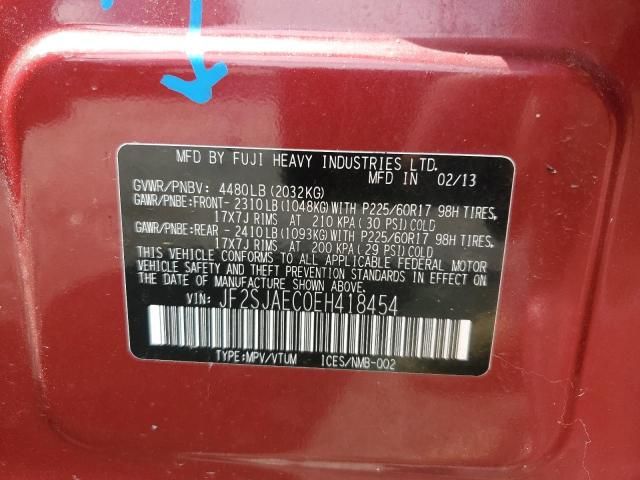 MFD BY FUJI HEAVY INDUSTRIES LTD.
MFD IN 02/13
GVWR/PNBV: 4480LB(2032KG)
GAWR/PNBE:FRONT- 2310LB(1048KG)WITH P225/60R17 98H TIRES,
17X7J RIMS AT 210 KPA(30 PSI)COLD
GAWR/PNBE:REAR - 2410LB(1093KG)WITH P225/60R17 98H TIRES,
17X7J RIMS AT 200 KPA(29 PSI)COLD
THIS VEHICLE CONFORMS TO ALL APPLICABLE FEDERAL MOTOR
VEHICLE SAFETY AND THEFT PREVENTION STANDARDS IN EFFECT ON
THE DATE OF MANUFACTURE SHOWN ABOVE.
VIN: JF2SJAEC0EH418454
TYPE:MPV/VTUM ICES/NMB-002